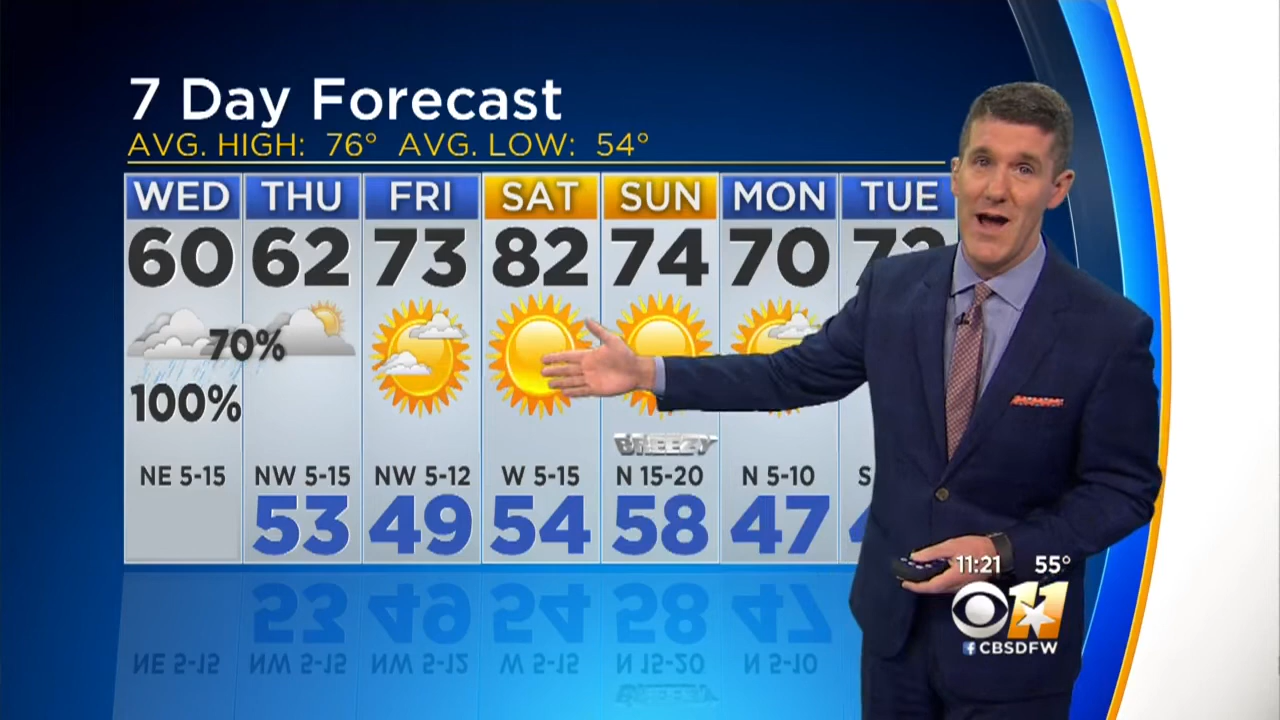 7 Day Forecast
AVG. HIGH: 76° AVG. LOW: 54°
WED THU FRI SAT SUN MON TUE
60 62 73 82 74 70
70%
100%
BREEZY
NE 5-15 NW 5-15 NW 5-12 W 5-15 N 15-20 N 5-10 S
53 49 54 58 47
11:21 55°
11
CBSDFW